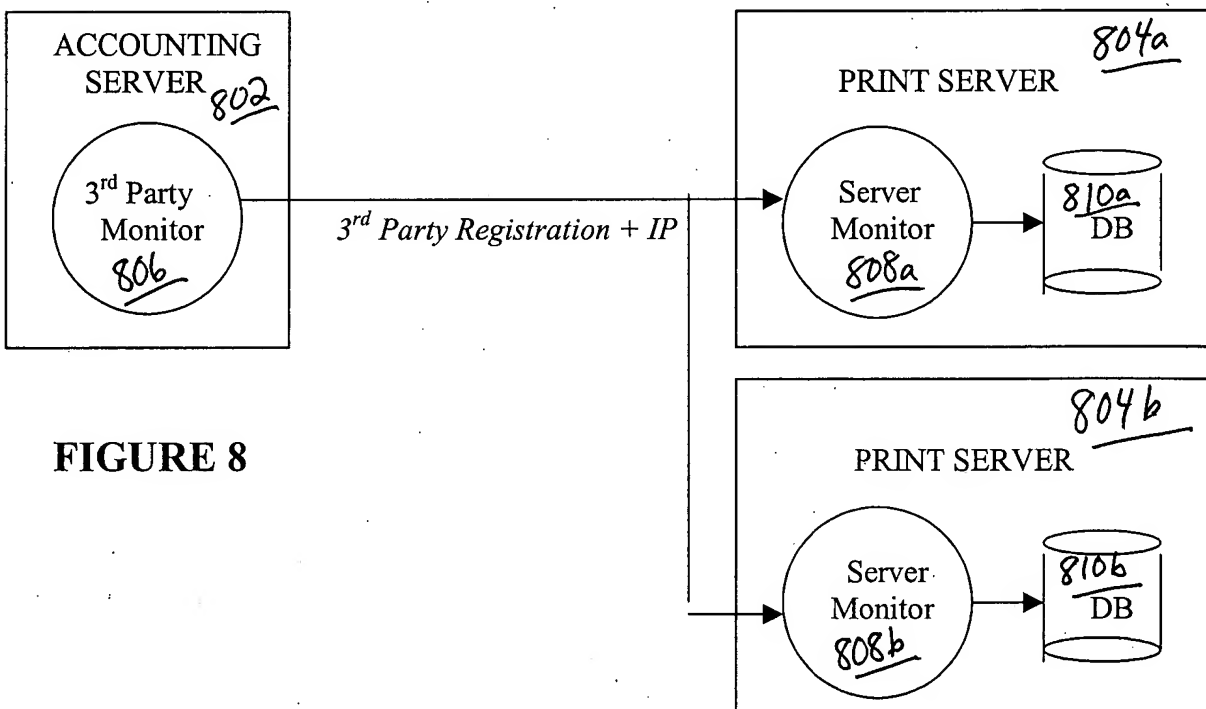 ACCOUNTING
SERVER
802
3rd Party
Monitor
806
3rd Party Registration + IP
PRINT SERVER
804a
Server
Monitor
808a
810a
DB
FIGURE 8
PRINT SERVER
804b
Server
Monitor
808b
810b
DB